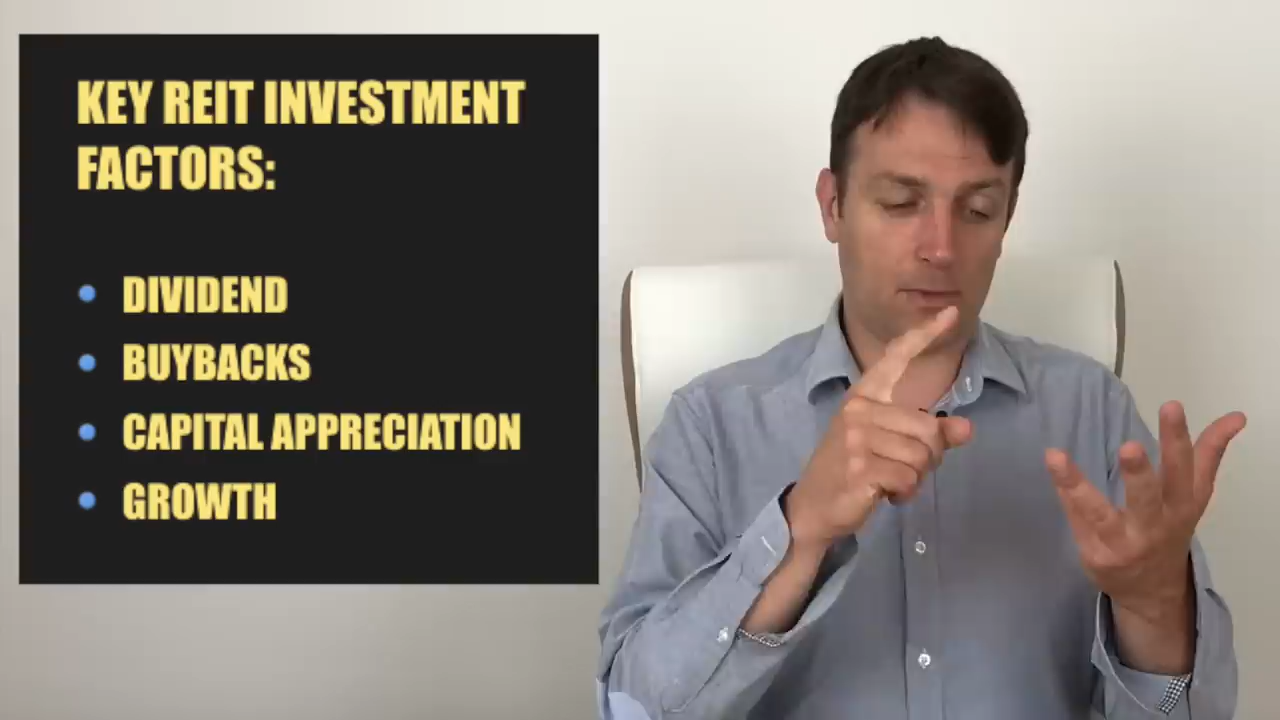 KEY REIT INVESTMENT
FACTORS:
DIVIDEND
BUYBACKS
CAPITAL APPRECIATION
GROWTH